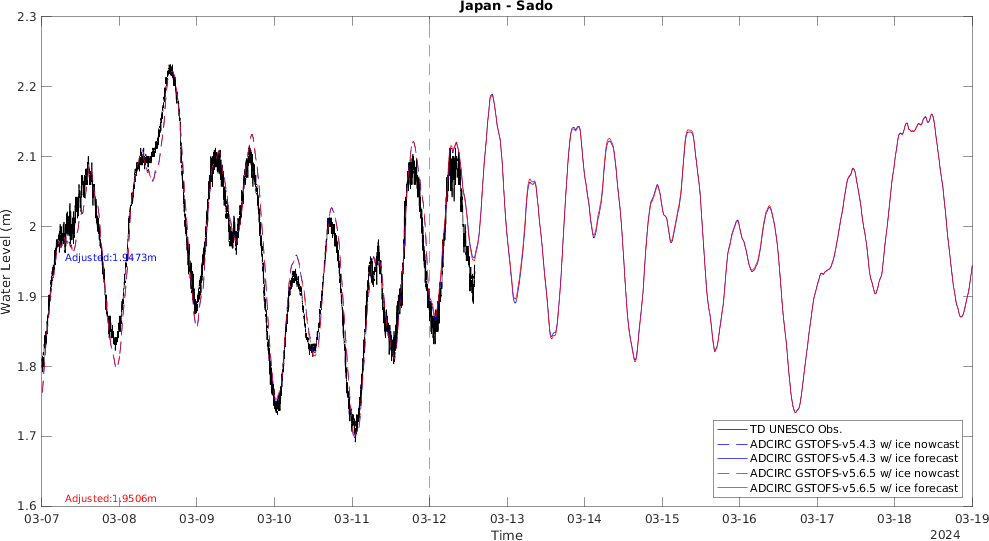 Japan - Sado
2.3
2.2
2.1
2
1.9
1.8
1.7
1.6
Water Level (m)
Adjusted:1.9473m
Adjusted:1.9506m
TD UNESCO Obs.
ADCIRC GSTOFS-v5.4.3 w/ ice nowcast
ADCIRC GSTOFS-v5.4.3 w/ ice forecast
ADCIRC GSTOFS-v5.6.5 w/ ice nowcast
ADCIRC GSTOFS-v5.6.5 w/ ice forecast
03-07 03-08 03-09 03-10 03-11 03-12 03-13 03-14 03-15 03-16 03-17 03-18 03-19
Time
2024